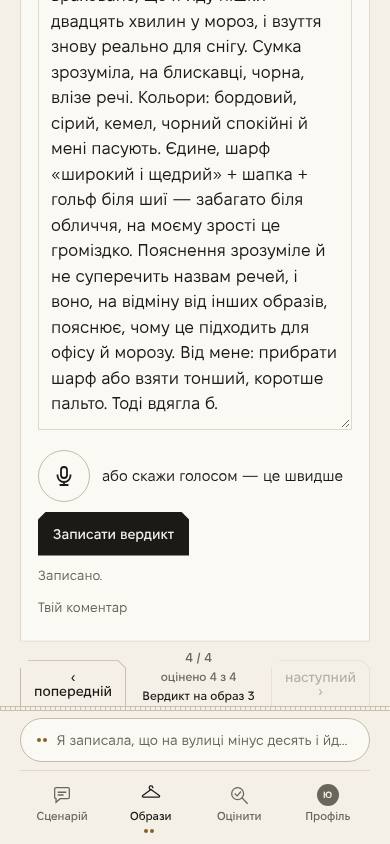 двадцять хвилин у мороз, і взуття
знову реально для снігу. Сумка
зрозуміла, на блискавці, чорна,
влізе речі. Кольори: бордовий,
сірий, кемел, чорний спокійні й
мені пасують. Єдине, шарф
«широкий і щедрий» + шапка +
гольф біля шиї — забагато біля
обличчя, на моєму зрості це
громіздко. Пояснення зрозуміле й
не суперечить назвам речей, і
воно, на відміну від інших образів,
пояснює, чому це підходить для
офісу й морозу. Від мене: прибрати
шарф або взяти тонший, коротше
пальто. Тоді вдягла б.
або скажи голосом — це швидше
Записати вердикт
Записано.
Твій коментар
‹
попередній
4 / 4
оцінено 4 з 4
Вердикт на образ 3
наступний
›
Я записала, що на вулиці мінус десять і йд…
Сценарій
Образи
Оцінити
Ю
Профіль